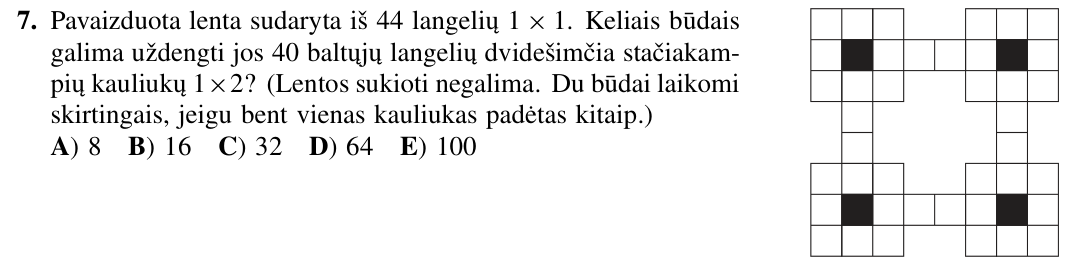 7. Pavaizduota lenta sudaryta iš 44 langelių 1 × 1. Keliais būdais
galima uždengti jos 40 baltųjų langelių dvidešimčia stačiakam-
pių kauliukų 1 × 2? (Lentos sukioti negalima. Du būdai laikomi
skirtingais, jeigu bent vienas kauliukas padėtas kitaip.)
A) 8 B) 16 C) 32 D) 64 E) 100